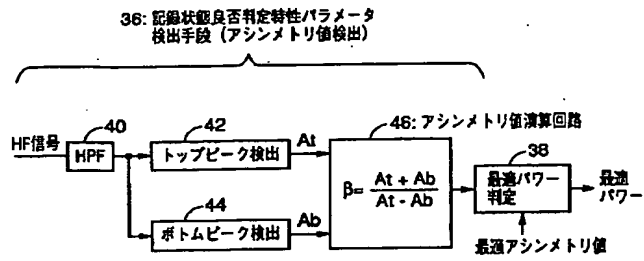 36:記録状態良否判定特性パラメータ
検出手段(アシンメトリ値検出)
HF信号
40
HPF
42
トップピーク検出
At
44
ボトムピーク検出
Ab
46:アシンメトリ値演算回路
β= At + Ab
At - Ab
38
最適パワー
判定
最適
パワー
最適アシンメトリ値